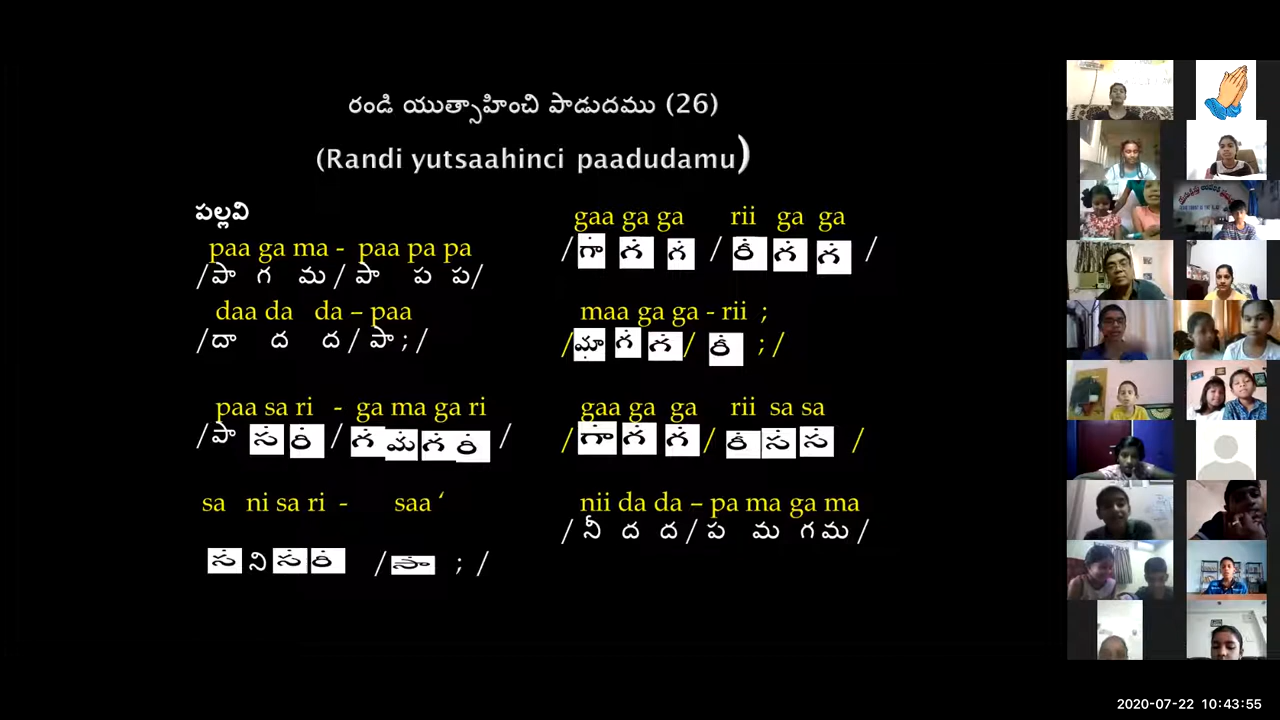 రండి యుత్సాహించి పాడుదము (26)
(Randi yutsaahinci paadudamu)
పల్లవి
paa ga ma - paa pa pa
/పా గ మ/ పా ప ప/
daa da da – paa
/దా ద ద/ పా ; /
paa sa ri - ga ma ga ri
/పా స రి / గ మ గ రి /
sa ni sa ri - saa ‘
స ని స రి / సా ; /
gaa ga ga rii ga ga
/ గా గ గ / రీ గ గ /
maa ga ga - rii ;
/ మా గ గ / రీ ; /
gaa ga ga rii sa sa
/ గా గ గ / రీ స స /
nii da da – pa ma ga ma
/ నీ ద ద / ప మ గ మ /
2020-07-22 10:43:55